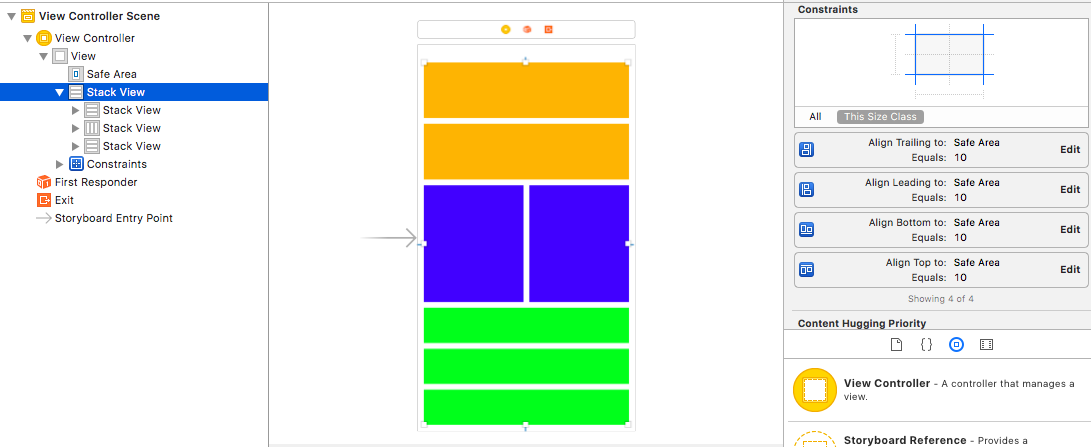 View Controller Scene
View Controller
View
Safe Area
Stack View
Stack View
Stack View
Stack View
Constraints
First Responder
Exit
Storyboard Entry Point
Constraints
All This Size Class
Align Trailing to: Safe Area
Equals: 10
Edit
Align Leading to: Safe Area
Equals: 10
Edit
Align Bottom to: Safe Area
Equals: 10
Edit
Align Top to: Safe Area
Equals: 10
Edit
Showing 4 of 4
Content Hugging Priority
{}
View Controller - A controller that manages a
view.
Storyboard Reference - Provides a